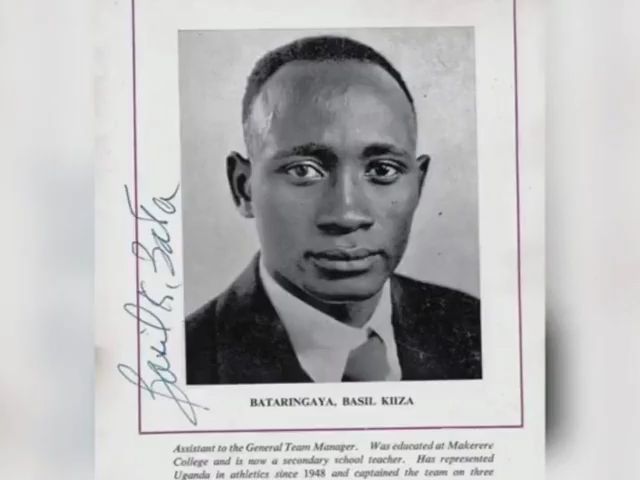 Basil K. Bata
BATARINGAYA, BASIL KIIZA
Assistant to the General Team Manager. Was educated at Makerere
College and is now a secondary school teacher. Has represented
Uganda in athletics since 1948 and captained the team on three